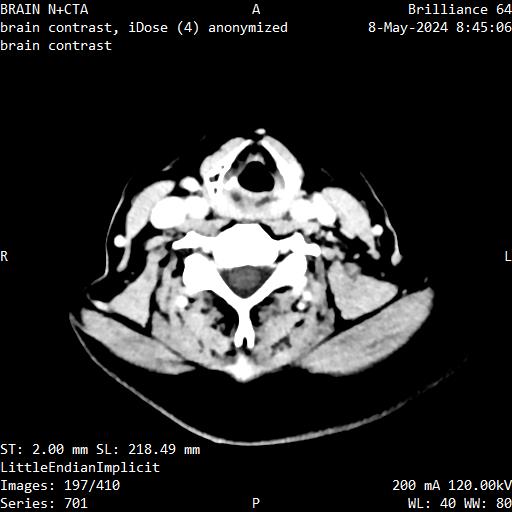 BRAIN N+CTA
A
Brilliance 64
brain contrast, iDose (4) anonymized
8-May-2024 8:45:06
brain contrast
R
L
ST: 2.00 mm SL: 218.49 mm
LittleEndianImplicit
Images: 197/410
200 mA 120.00kV
Series: 701
P
WL: 40 WW: 80